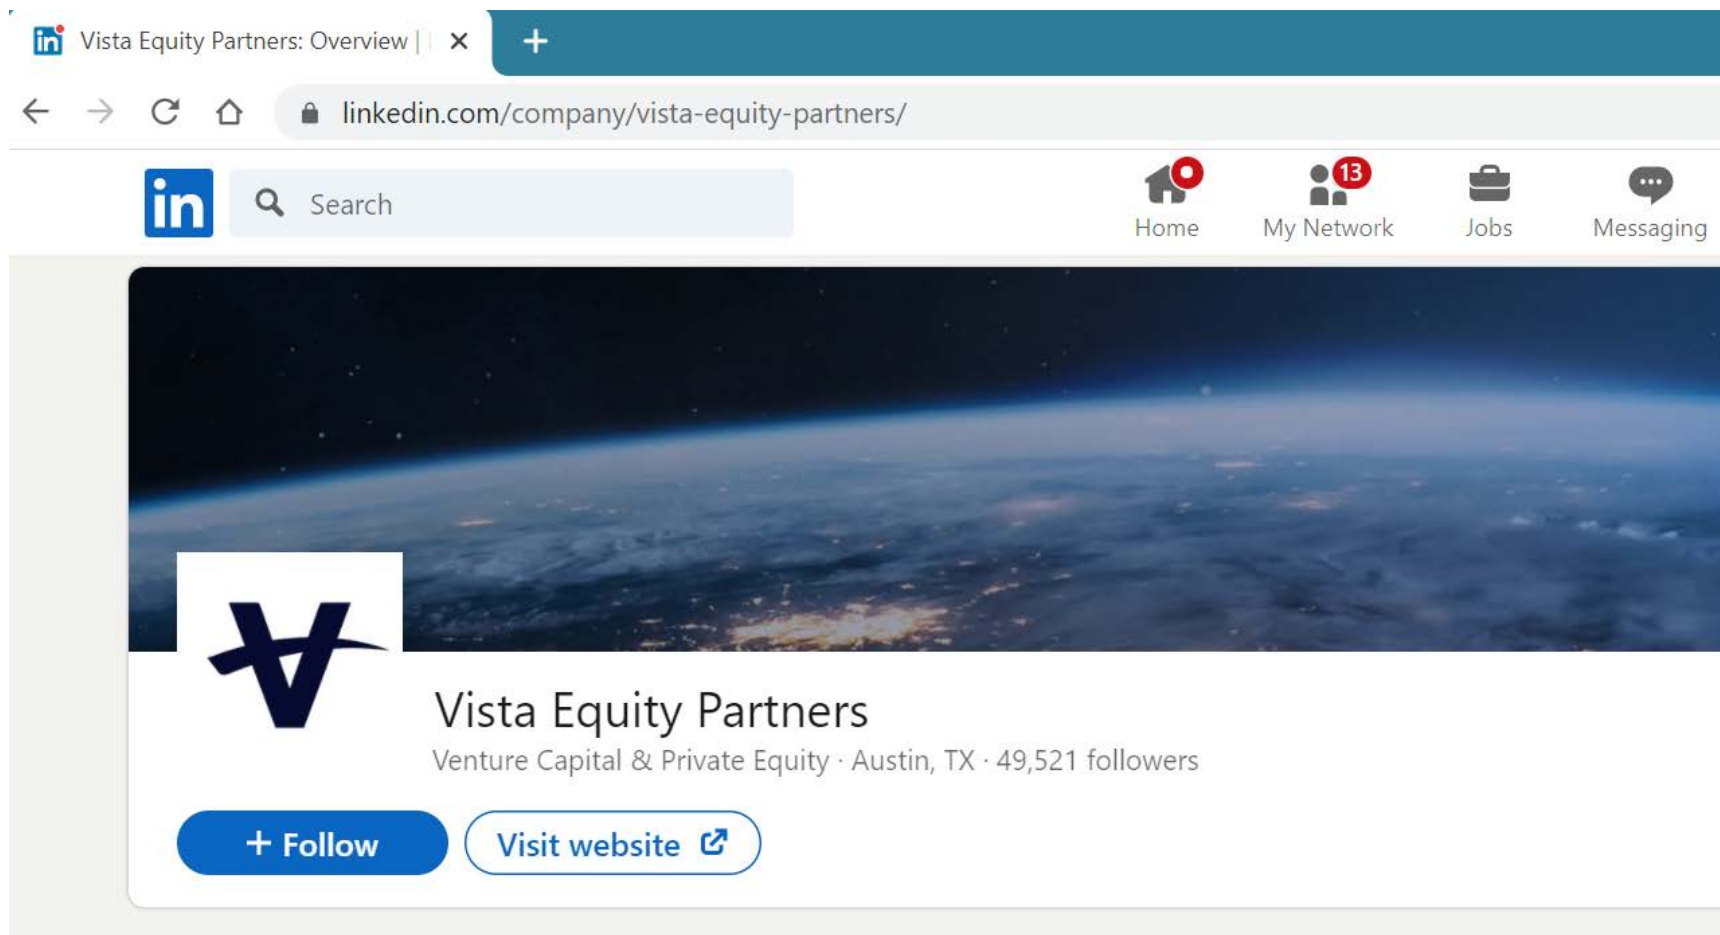 Vista Equity Partners: Overview |
linkedin.com/company/vista-equity-partners/
in
Search
13
Home
My Network
Jobs
Messaging
Vista Equity Partners
Venture Capital & Private Equity · Austin, TX · 49,521 followers
+ Follow
Visit website